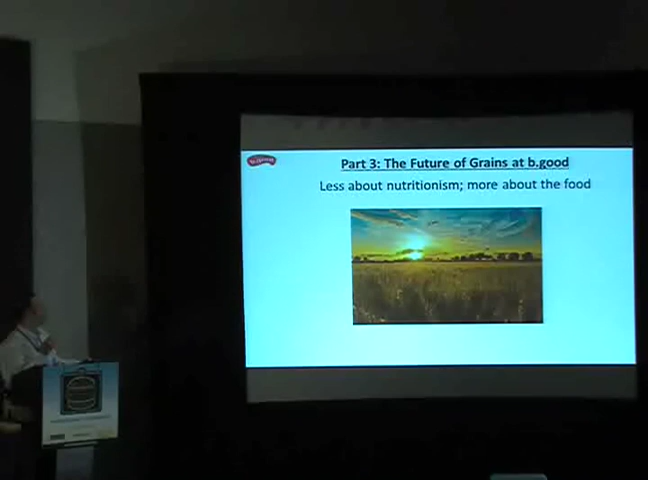 Part 3: The Future of Grains at b.good
Less about nutritionism; more about the food